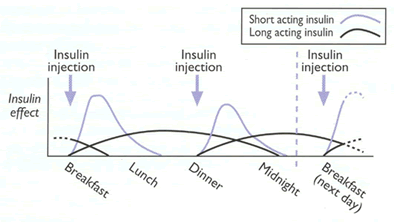 Short acting insulin
Long acting insulin
Insulin
injection
Insulin
injection
Insulin
injection
Insulin
effect
Breakfast
Lunch
Dinner
Midnight
Breakfast
(next day)